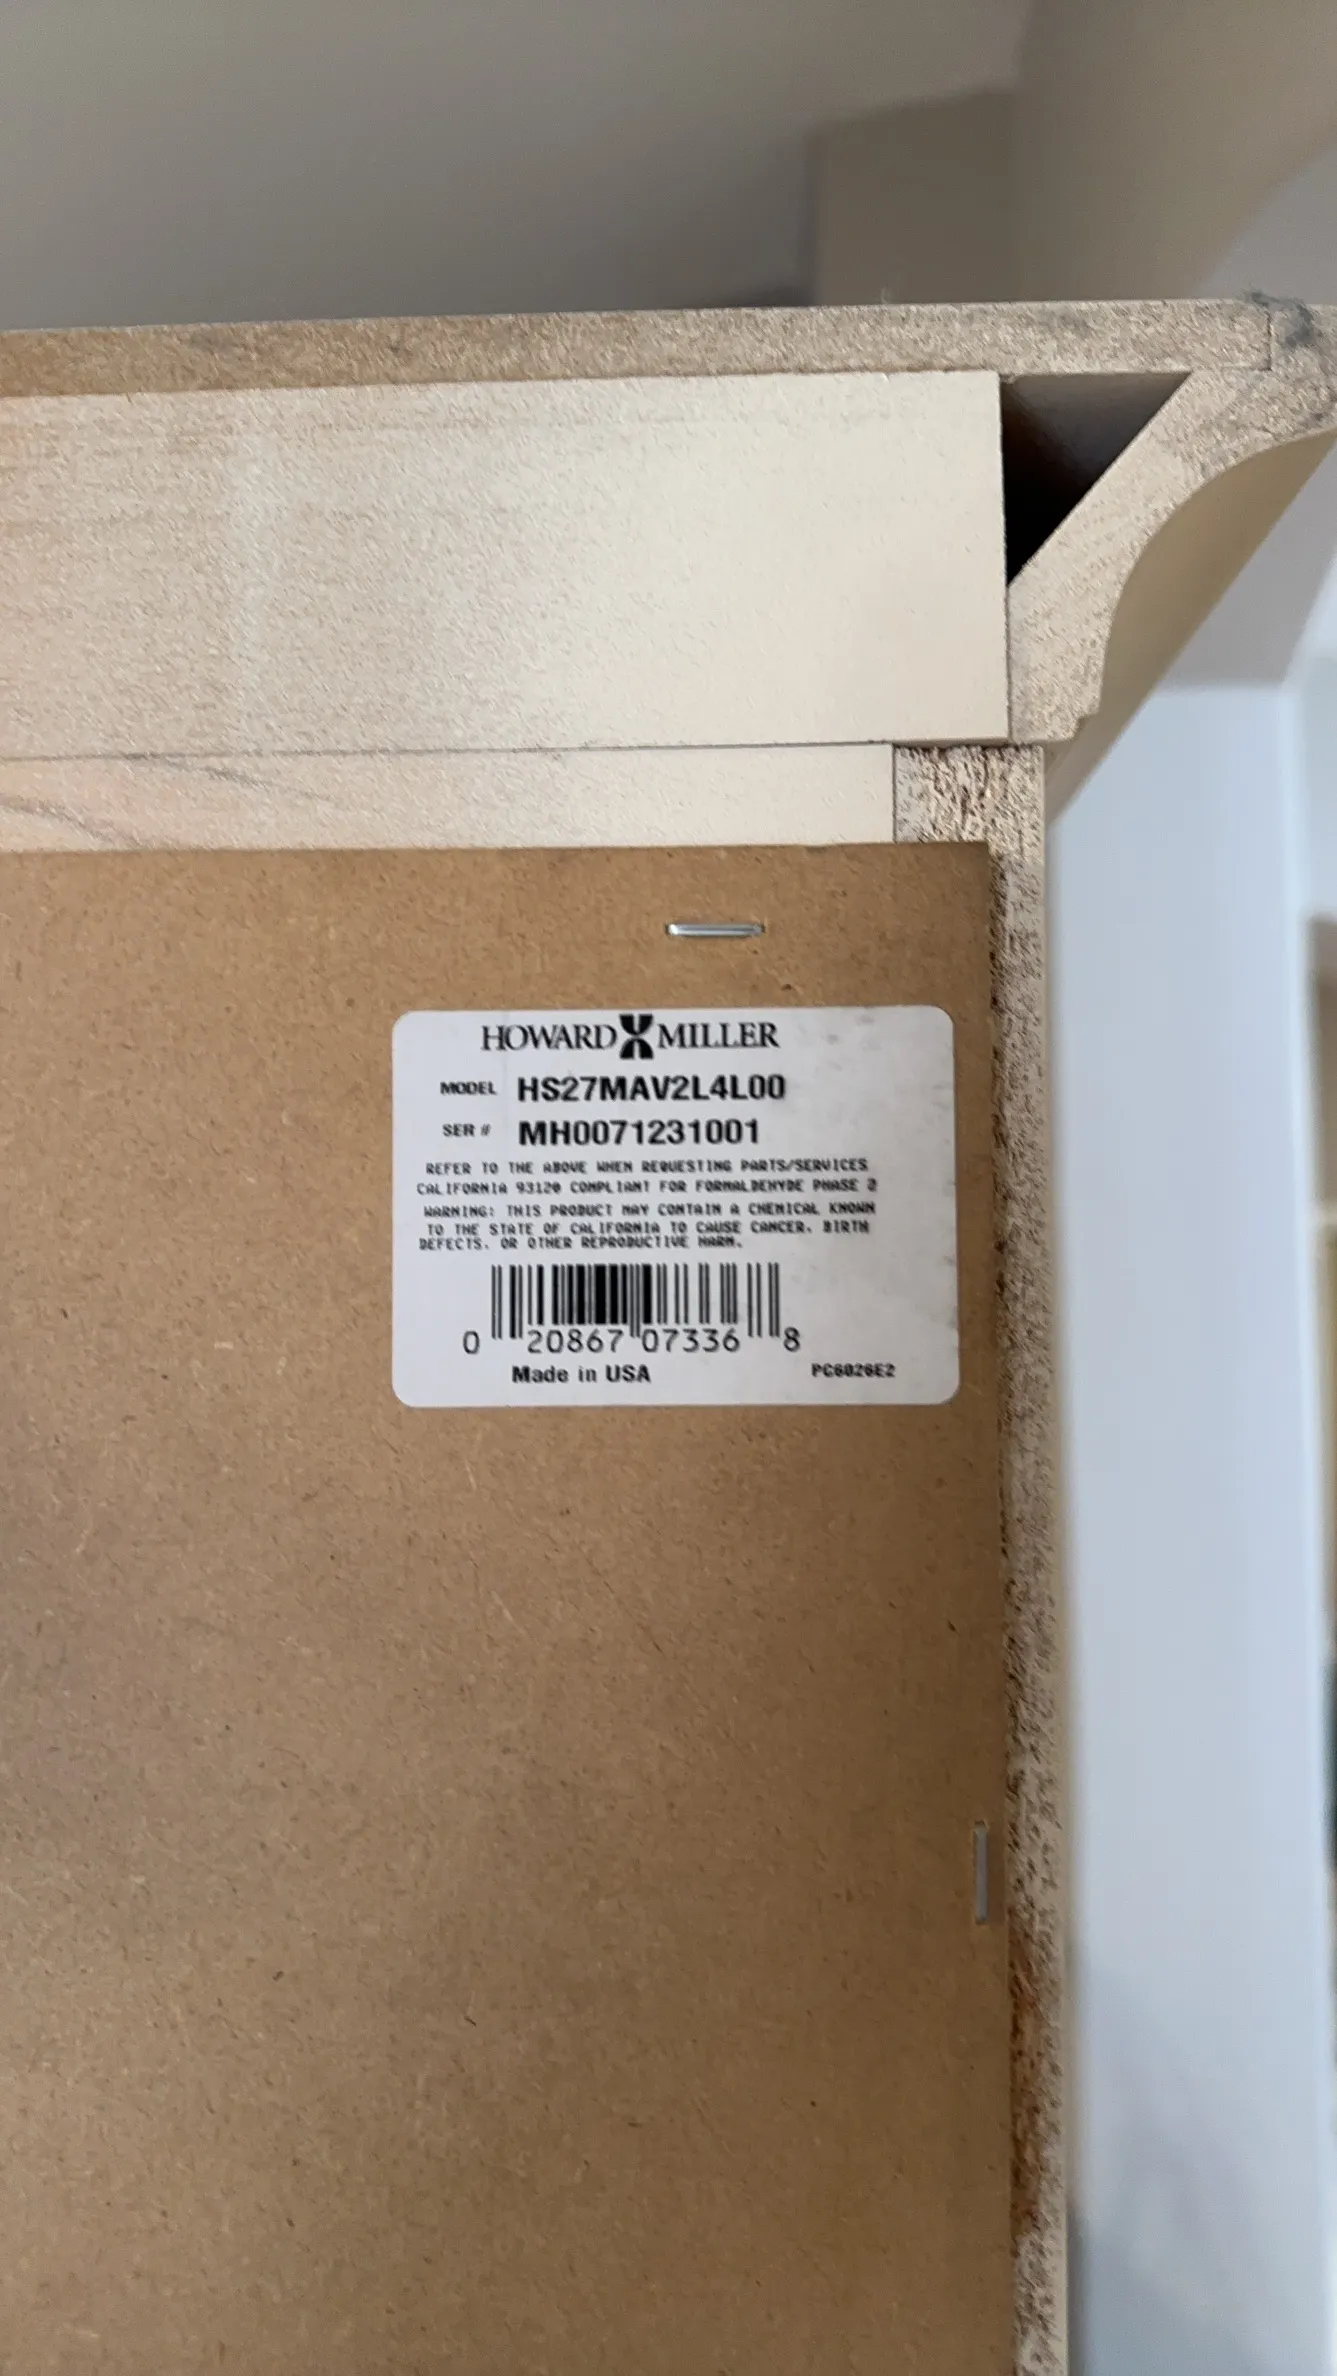 HOWARD MILLER
MODEL HS27MAV2L4L00
SER # MH0071231001
REFER TO THE ABOVE WHEN REQUESTING PARTS/SERVICES
CALIFORNIA 93120 COMPLIANT FOR FORMALDEHYDE PHASE 2
WARNING: THIS PRODUCT MAY CONTAIN A CHEMICAL KNOWN
TO THE STATE OF CALIFORNIA TO CAUSE CANCER, BIRTH
DEFECTS, OR OTHER REPRODUCTIVE HARM.
0 20867 07336 8
Made in USA PC6026E2